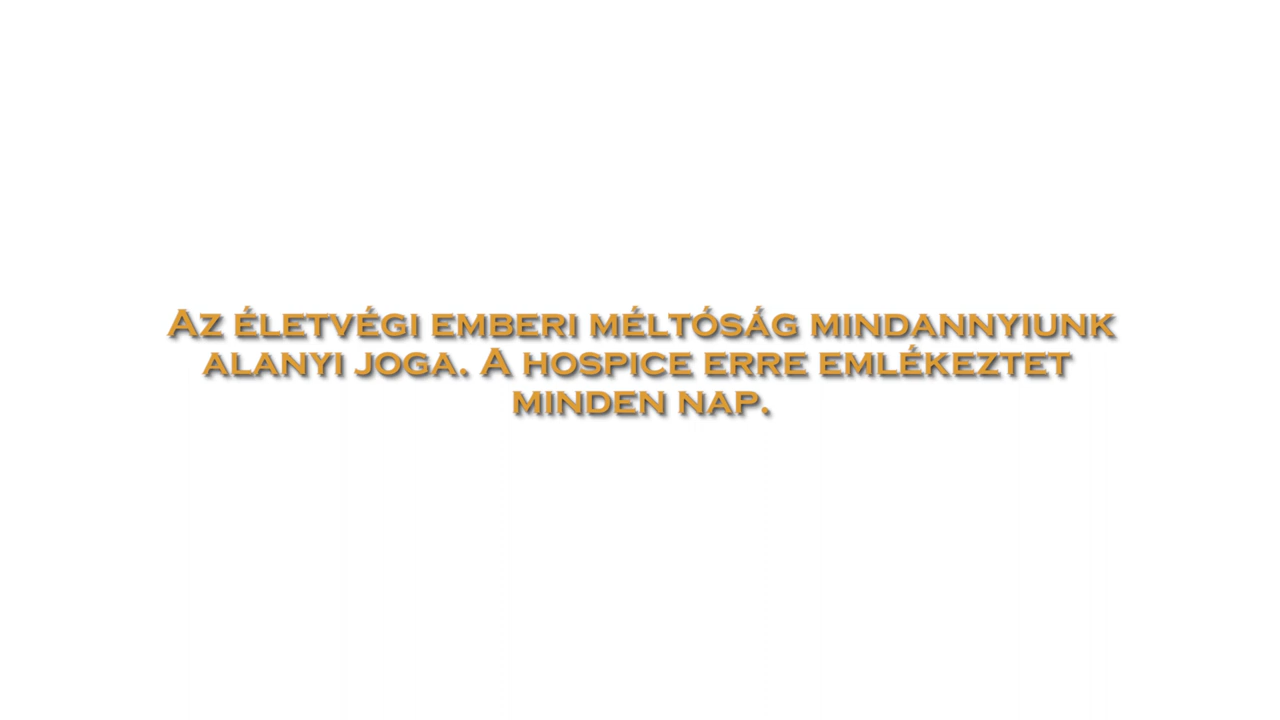 Az életvégi emberi méltóság mindannyiunk
alanyi joga. A hospice erre emlékeztet
minden nap.